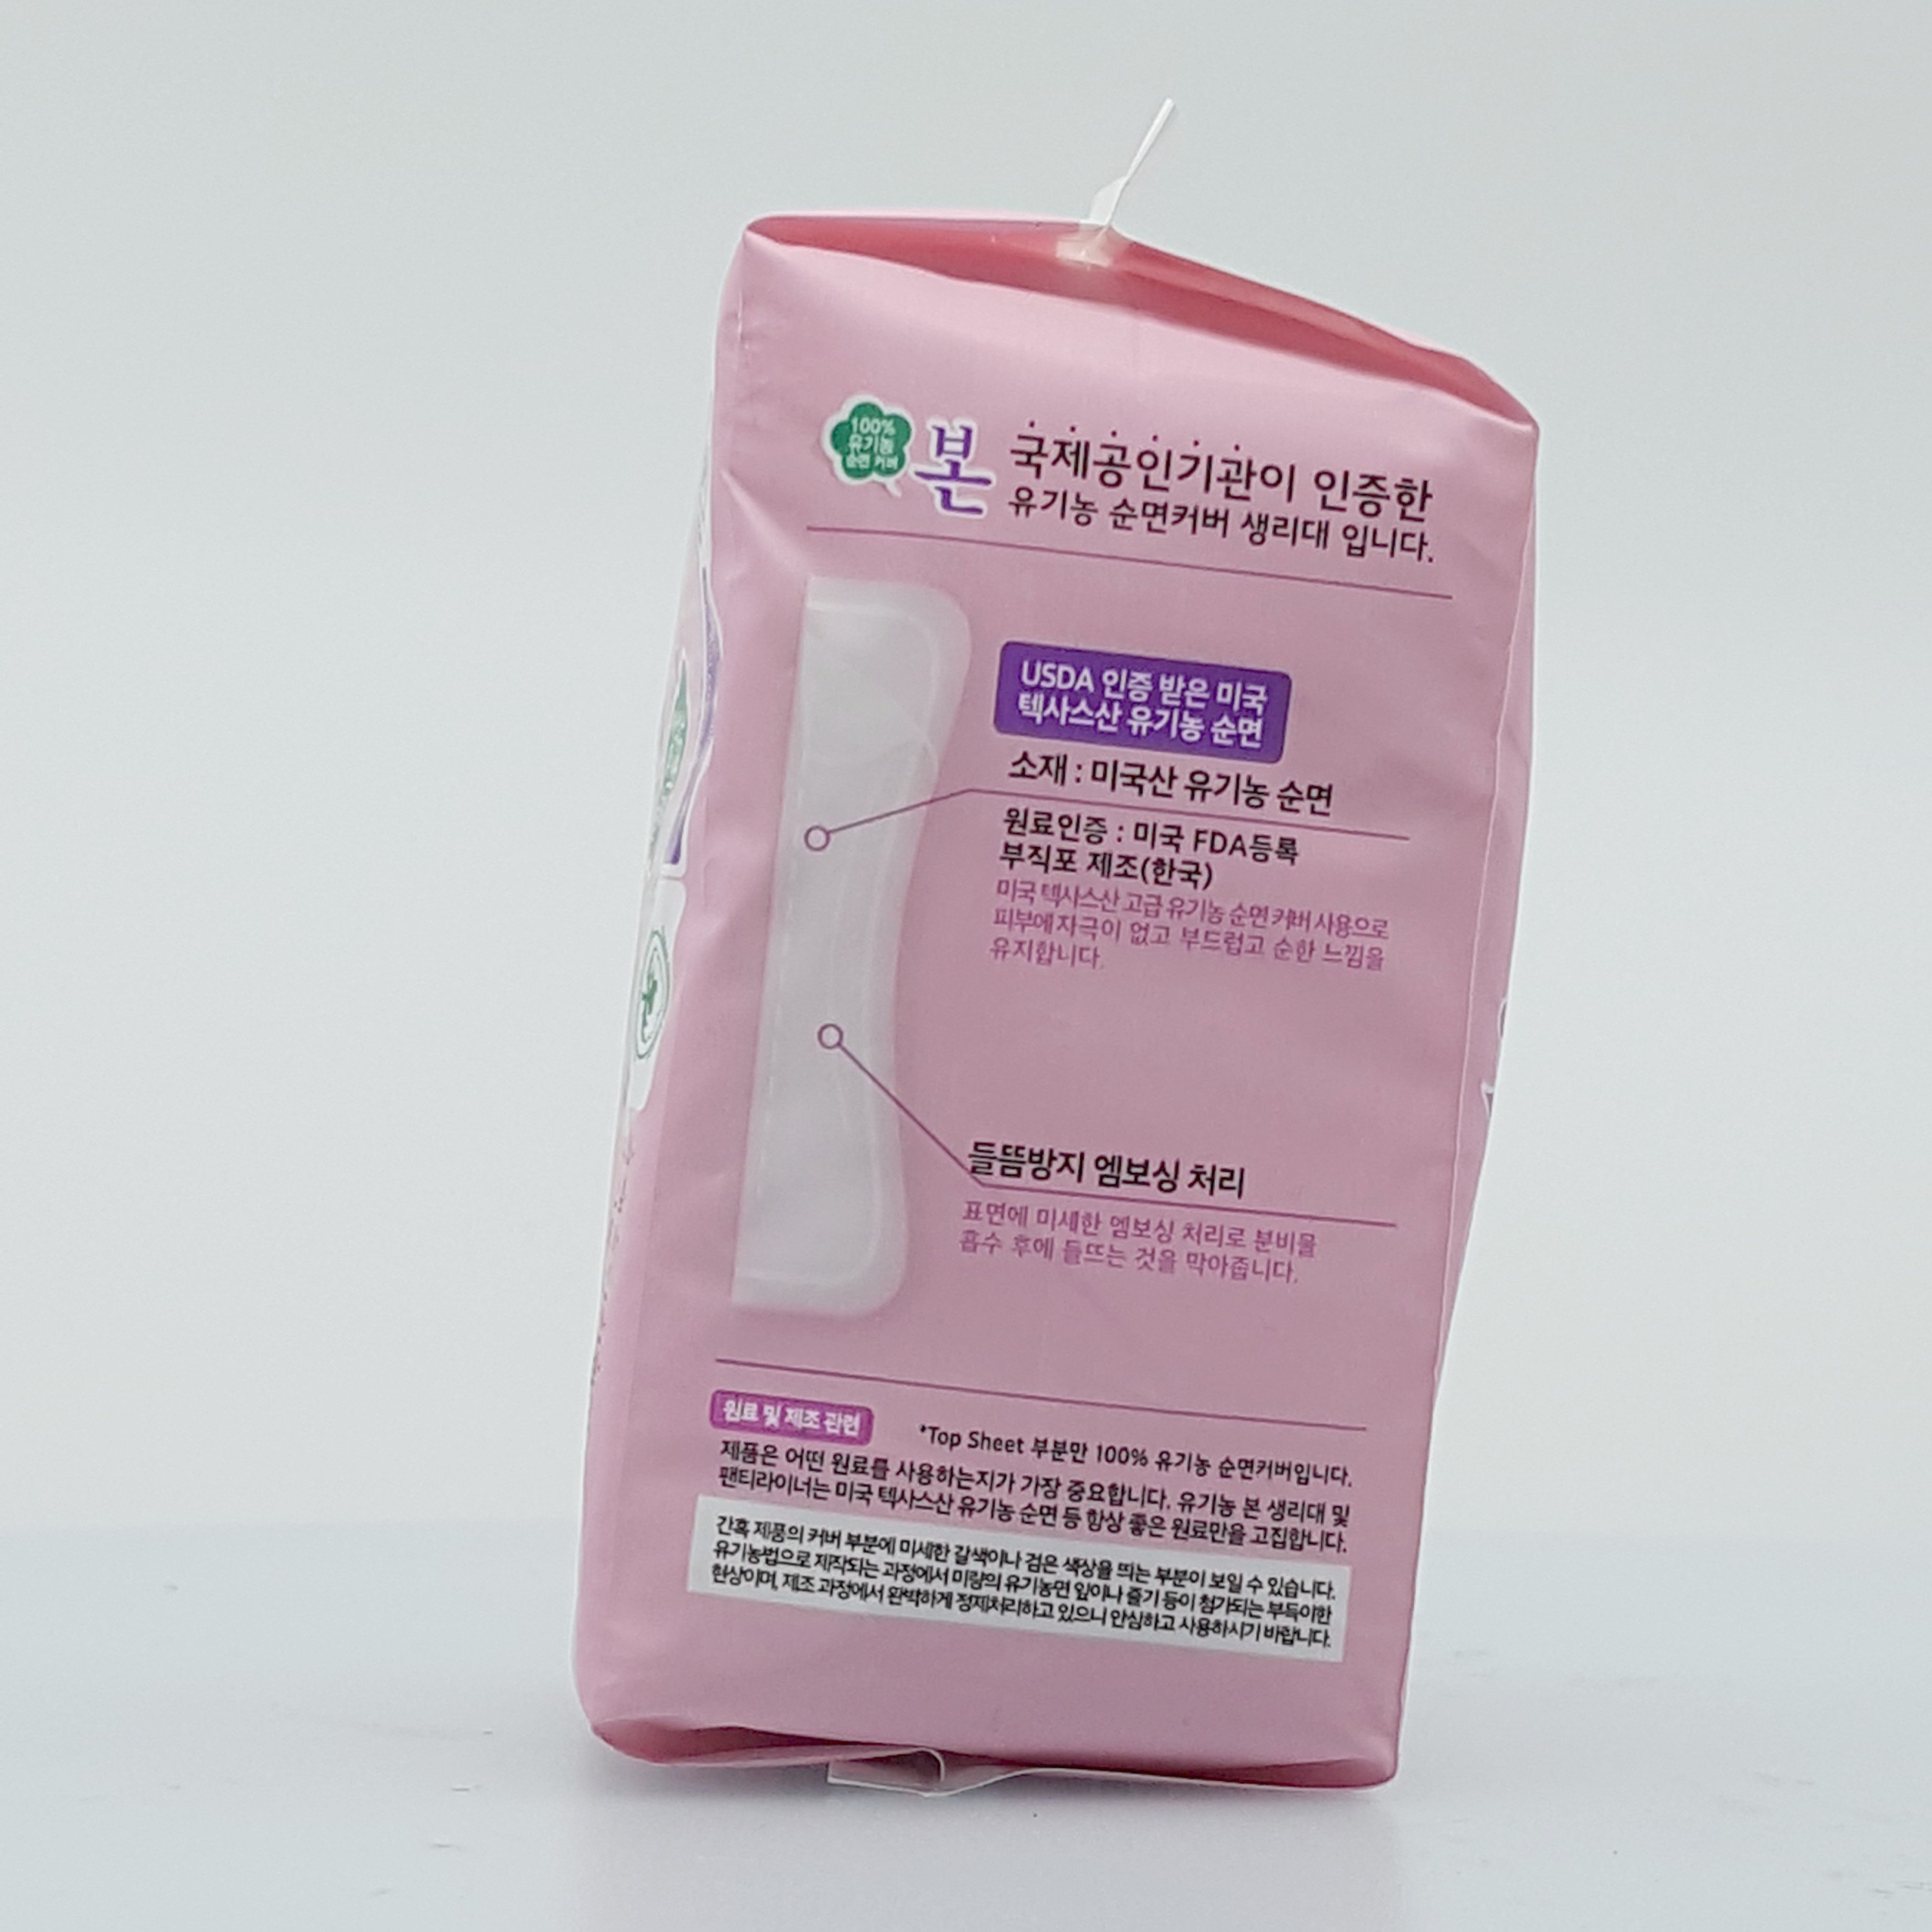 100%
유기농
순면 커버
본
국제공인기관이 인증한
유기농 순면커버 생리대 입니다.
USDA 인증 받은 미국
텍사스산 유기농 순면
소재 : 미국산 유기농 순면
원료인증 : 미국 FDA등록
부직포 제조(한국)
미국 텍사스산 고급 유기농 순면 커버 사용으로
피부에 자극이 없고 부드럽고 순한 느낌을
유지합니다.
들뜸방지 엠보싱 처리
표면에 미세한 엠보싱 처리로 분비물
흡수 후에 들뜨는 것을 막아줍니다.
원료 및 제조 관련
*Top Sheet 부분만 100% 유기농 순면커버입니다.
제품은 어떤 원료를 사용하는지가 가장 중요합니다. 유기농 본 생리대 및
팬티라이너는 미국 텍사스산 유기농 순면 등 항상 좋은 원료만을 고집합니다.
간혹 제품의 커버 부분에 미세한 갈색이나 검은 색상을 띄는 부분이 보일 수 있습니다.
유기농법으로 제작되는 과정에서 미량의 유기농면 잎이나 줄기 등이 첨가되는 부득이한
현상이며, 제조 과정에서 완벽하게 정제처리하고 있으니 안심하고 사용하시기 바랍니다.